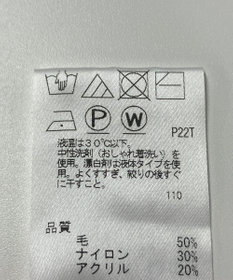 P W
P22T
液温は30℃以下、
中性洗剤（おしゃれ着洗い）を
使用。漂白剤は液体タイプを使
用。よくすすぎ、絞りの後すぐ
に干すこと。
110
品質
毛 50%
ナイロン 30%
アクリル 20%